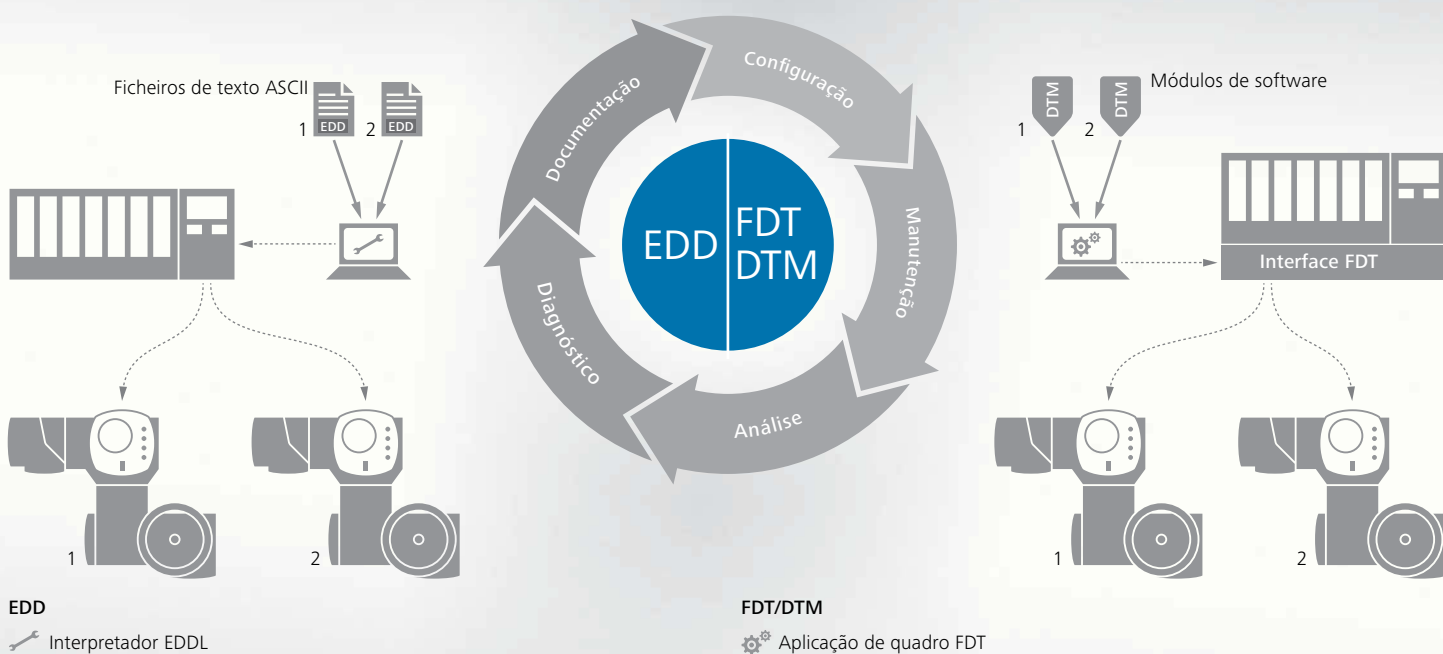 Ficheiros de texto ASCII
1 EDD 2 EDD
Documentação
Configuração
Manutenção
Análise
Diagnóstico
EDD
FDT
DTM
DTM DTM
Módulos de software
1 2
Interface FDT
1
2
1
2
EDD
Interpretador EDDL
FDT/DTM
Aplicação de quadro FDT